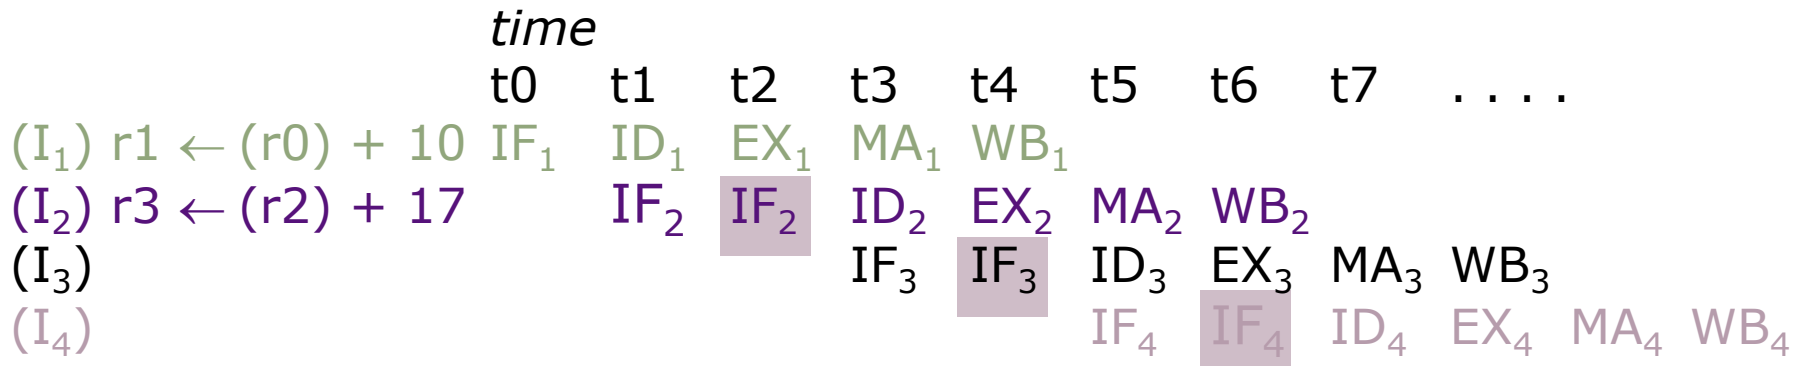 time
t0 t1 t2 t3 t4 t5 t6 t7 . . . .
(I₁) r1 ← (r0) + 10 IF₁ ID₁ EX₁ MA₁ WB₁
(I₂) r3 ← (r2) + 17 IF₂ IF₂ ID₂ EX₂ MA₂ WB₂
(I₃) IF₃ IF₃ ID₃ EX₃ MA₃ WB₃
(I₄) IF₄ IF₄ ID₄ EX₄ MA₄ WB₄